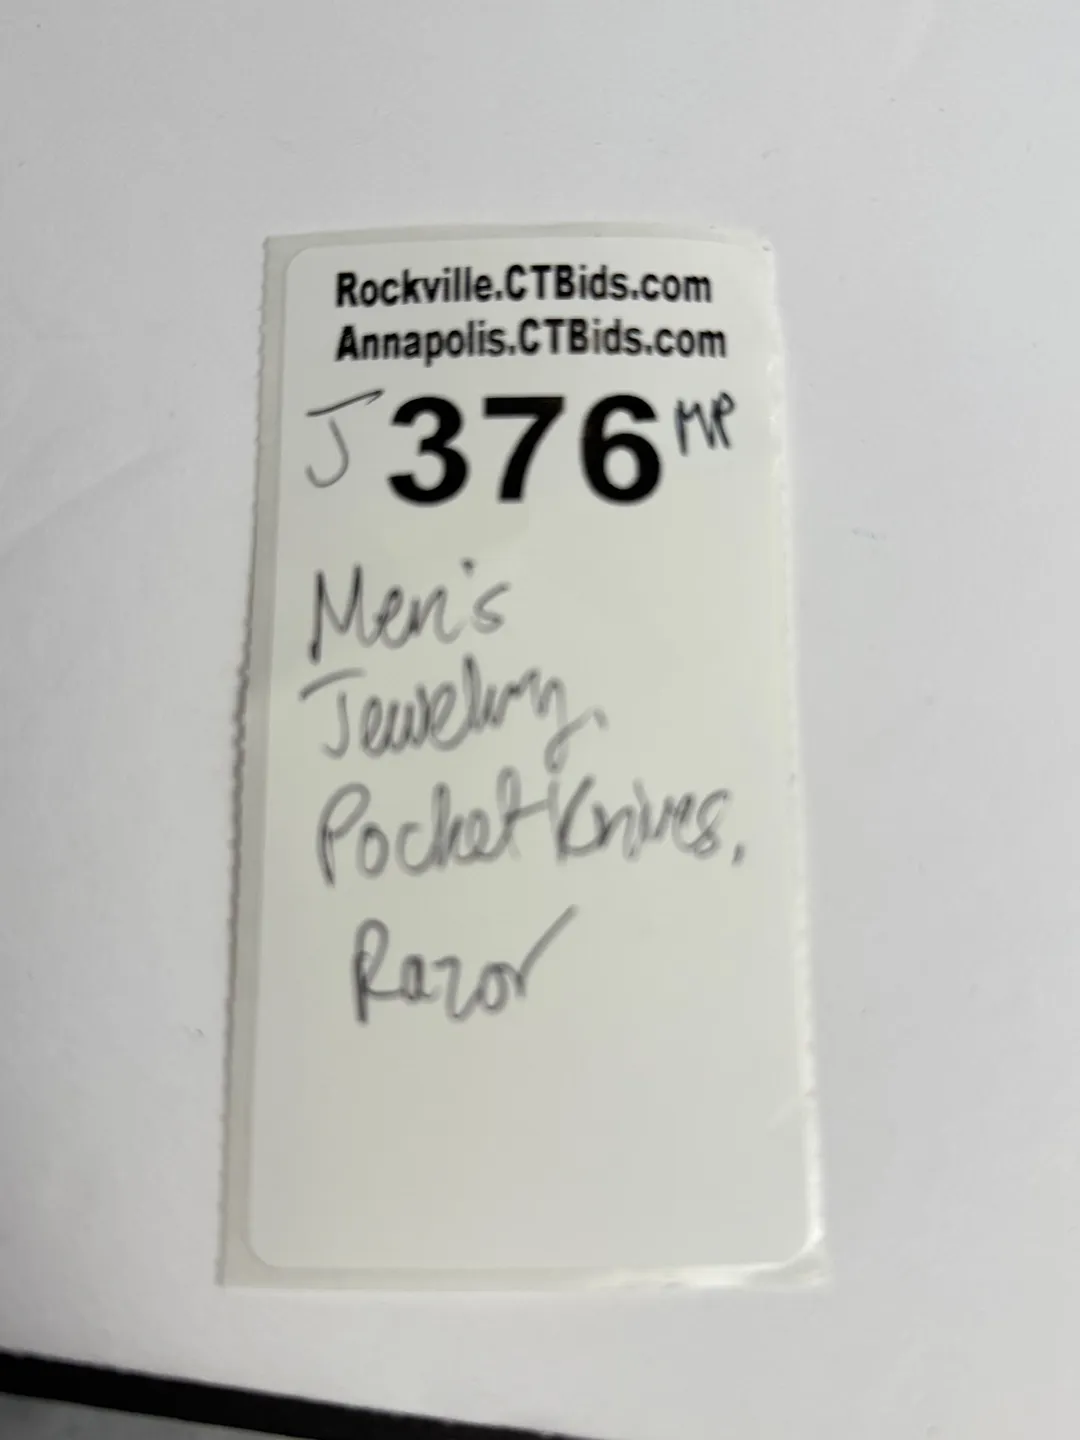 Rockville.CTBids.com
Annapolis.CTBids.com
J 376 MP
Men's
Jewelry,
Pocket Knives,
Razor